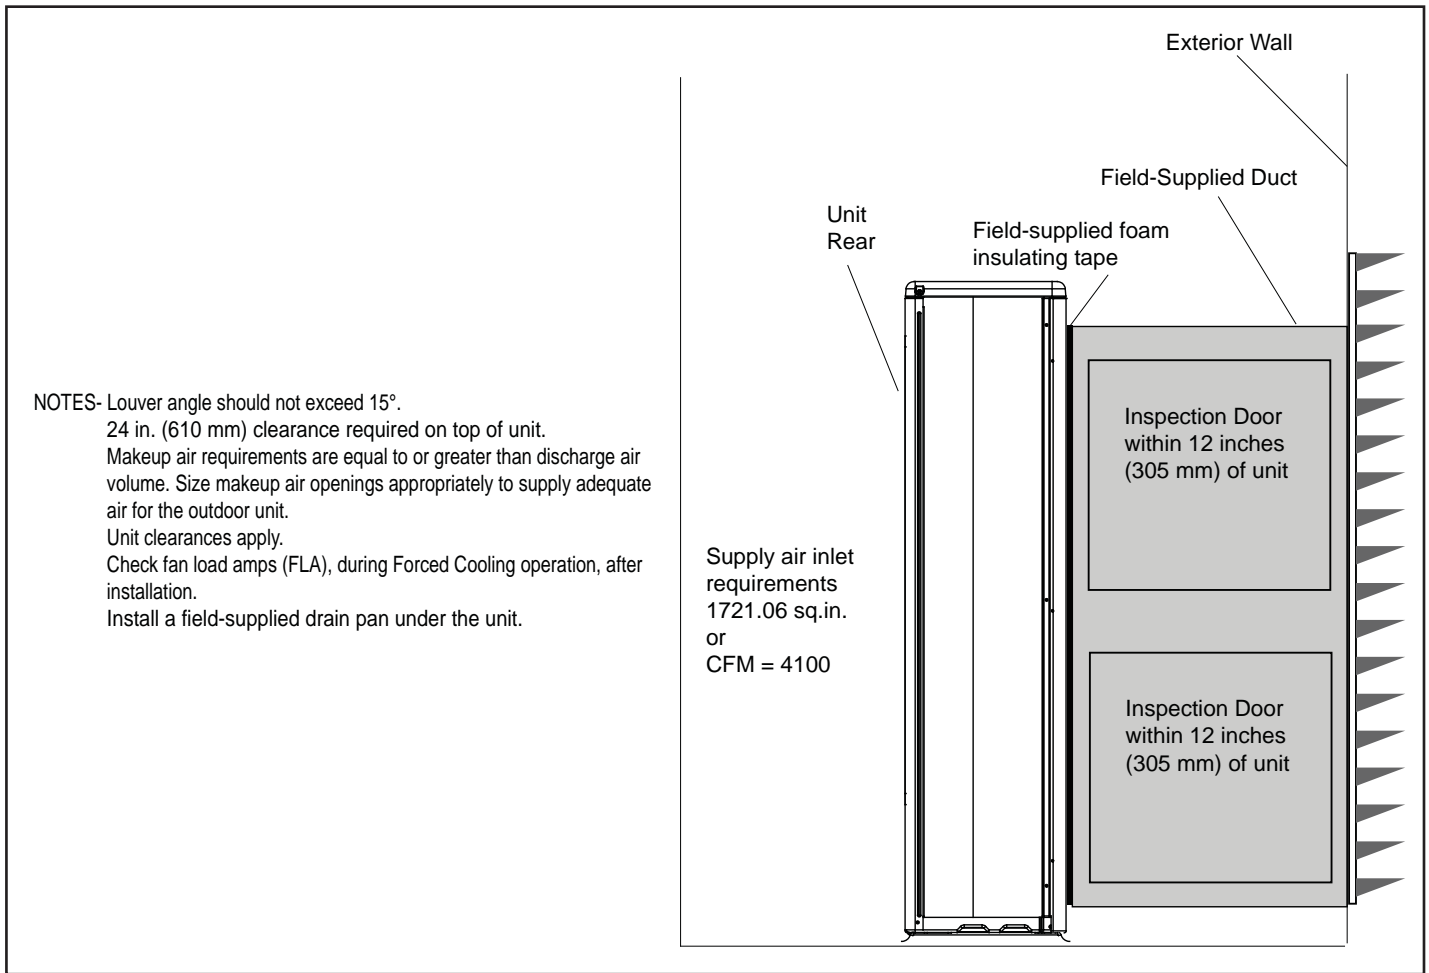 Exterior Wall
Field-Supplied Duct
Unit
Rear
Field-supplied foam
insulating tape
NOTES- Louver angle should not exceed 15°.
24 in. (610 mm) clearance required on top of unit.
Makeup air requirements are equal to or greater than discharge air
volume. Size makeup air openings appropriately to supply adequate
air for the outdoor unit.
Unit clearances apply.
Check fan load amps (FLA), during Forced Cooling operation, after
installation.
Install a field-supplied drain pan under the unit.
Inspection Door
within 12 inches
(305 mm) of unit
Supply air inlet
requirements
1721.06 sq.in.
or
CFM = 4100
Inspection Door
within 12 inches
(305 mm) of unit